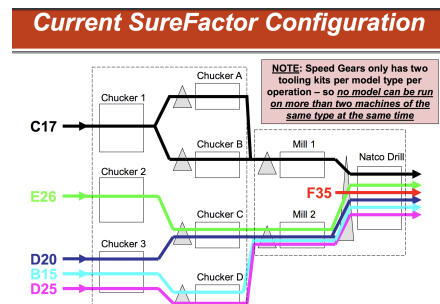 Current SureFactor Configuration
NOTE: Speed Gears only has two
tooling kits per model type per
operation – so no model can be run
on more than two machines of the
same type at the same time
Chucker A
Chucker 1
C17
Chucker B
Mill 1
Natco Drill
Chucker 2
E26
F35
Chucker C
Mill 2
Chucker 3
D20
B15
Chucker D
D25